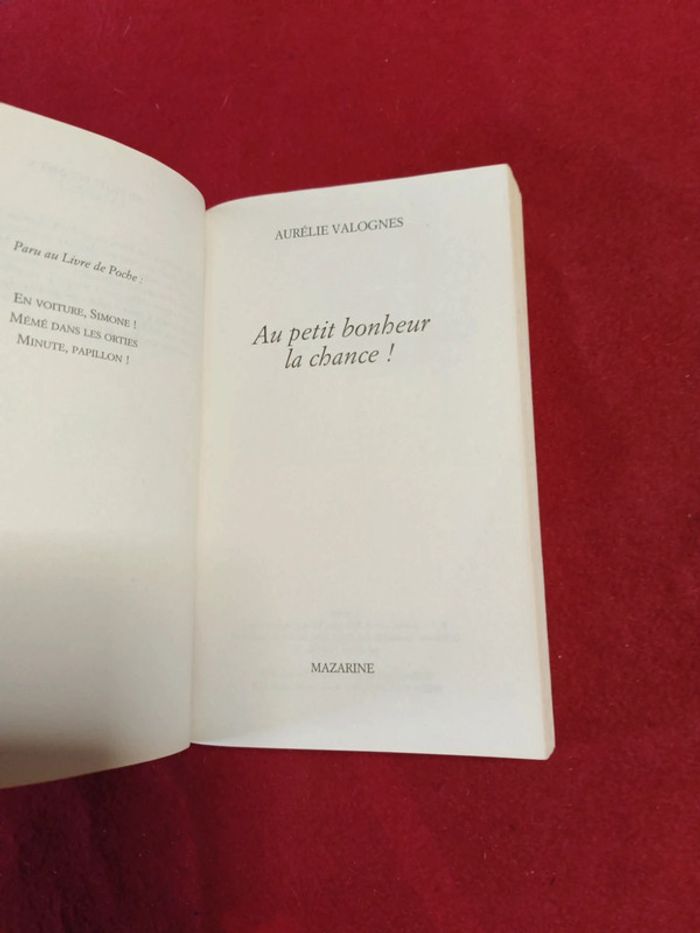 Paru au Livre de Poche :
EN VOITURE, SIMONE !
MÉMÉ DANS LES ORTIES
MINUTE, PAPILLON !
AURÉLIE VALOGNES
Au petit bonheur
la chance !
MAZARINE